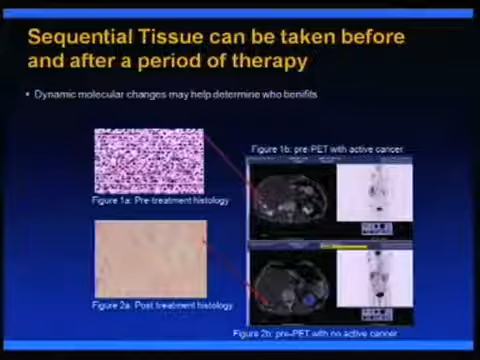 Sequential Tissue can be taken before
and after a period of therapy
• Dynamic molecular changes may help determine who benifits
Figure 1b: pre-PET with active cancer
Figure 1a: Pre-treatment histology
Figure 2a: Post treatment histology
Figure 2b: pre-PET with no active cancer